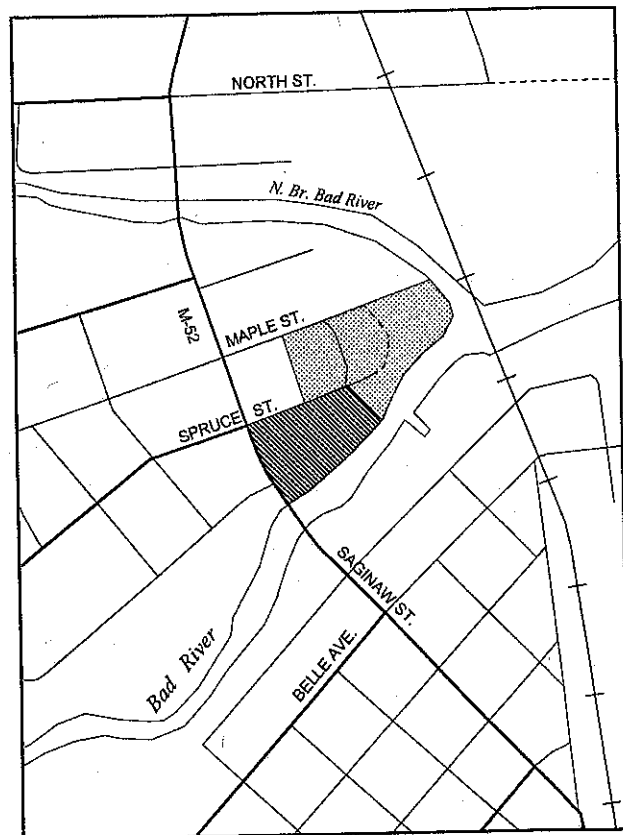 NORTH ST.
N. Br. Bad River
M-52
MAPLE ST.
SPRUCE ST.
SAGINAW ST.
BELLE AVE.
Bad River